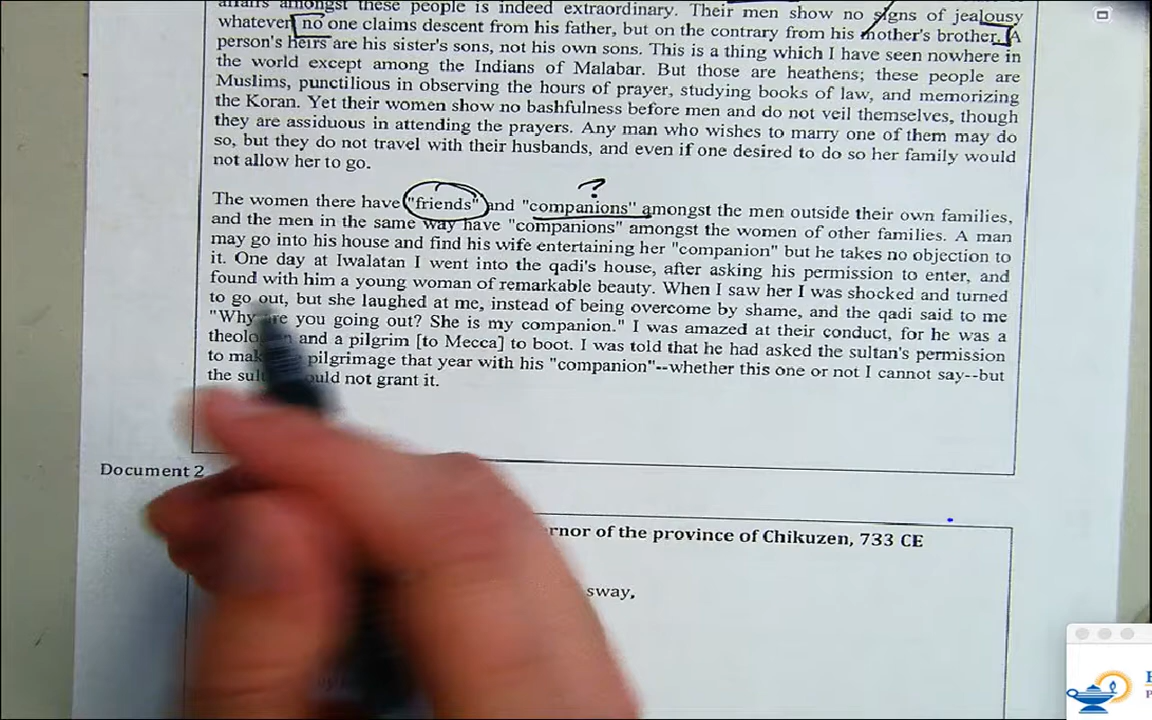 affairs amongst these people is indeed extraordinary. Their men show no signs of jealousy
whatever no one claims descent from his father, but on the contrary from his mother's brother. A
person's heirs are his sister's sons, not his own sons. This is a thing which I have seen nowhere in
the world except among the Indians of Malabar. But those are heathens; these people are
Muslims, punctilious in observing the hours of prayer, studying books of law, and memorizing
the Koran. Yet their women show no bashfulness before men and do not veil themselves, though
they are assiduous in attending the prayers. Any man who wishes to marry one of them may do
so, but they do not travel with their husbands, and even if one desired to do so her family would
not allow her to go.
?
The women there have "friends" and "companions" amongst the men outside their own families,
and the men in the same way have "companions" amongst the women of other families. A man
may go into his house and find his wife entertaining her "companion" but he takes no objection to
it. One day at Iwalatan I went into the qadi's house, after asking his permission to enter, and
found with him a young woman of remarkable beauty. When I saw her I was shocked and turned
to go out, but she laughed at me, instead of being overcome by shame, and the qadi said to me
"Why are you going out? She is my companion." I was amazed at their conduct, for he was a
and a pilgrim [to Mecca] to boot. I was told that he had asked the sultan's permission
to pilgrimage that year with his "companion"--whether this one or not I cannot say--but
the not grant it.
Document 2
of the province of Chikuzen, 733 CE
sway,